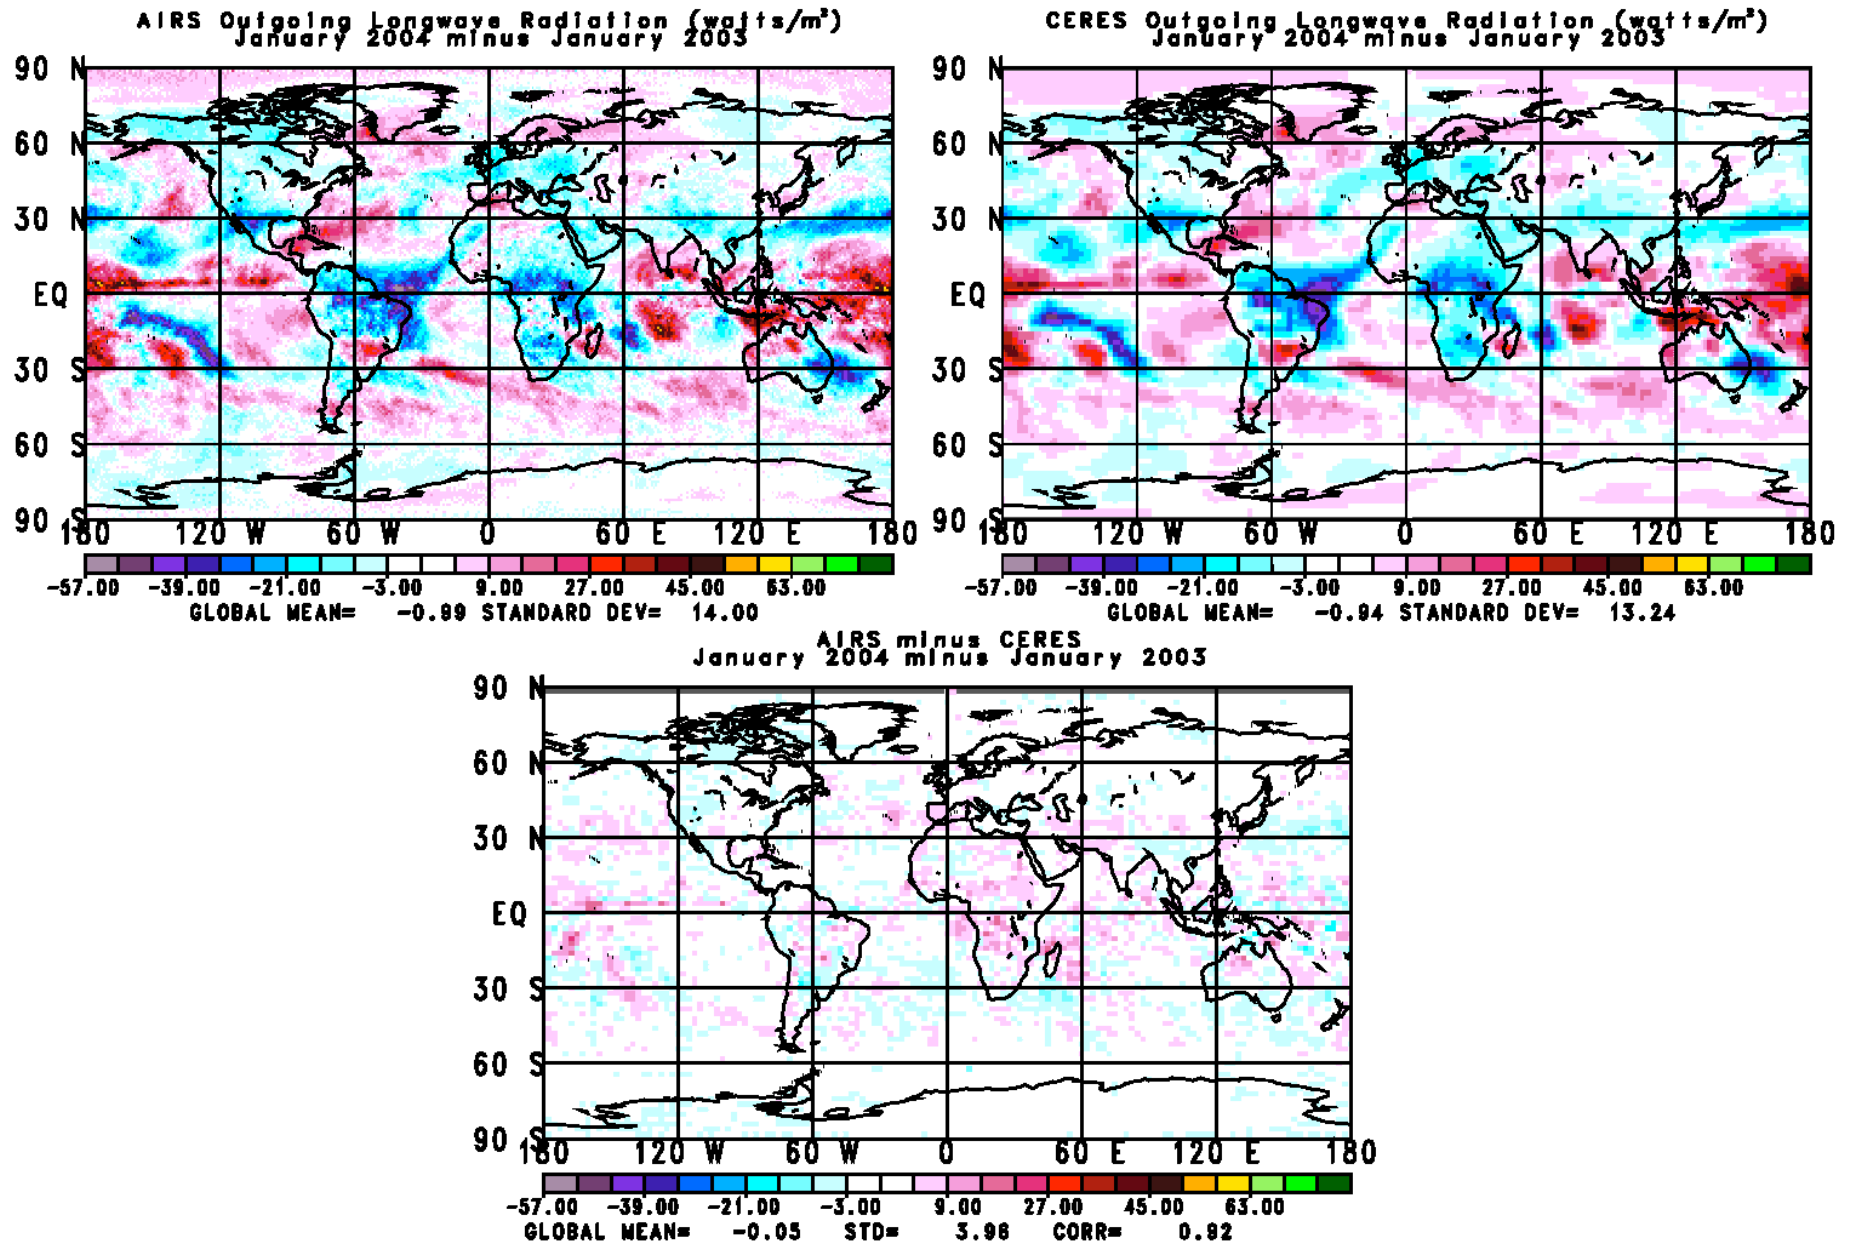 AIRS Outgoing Longwave Radiation (watts/m²)
January 2004 minus January 2003
90 N
60 N
30 N
EQ
30 S
60 S
90 S
180 120 W 60 W 0 60 E 120 E 180
-57.00 -39.00 -21.00 -3.00 9.00 27.00 45.00 63.00
GLOBAL MEAN= -0.99 STANDARD DEV= 14.00
CERES Outgoing Longwave Radiation (watts/m²)
January 2004 minus January 2003
90 N
60 N
30 N
EQ
30 S
60 S
90 S
180 120 W 60 W 0 60 E 120 E 180
-57.00 -39.00 -21.00 -3.00 9.00 27.00 45.00 63.00
GLOBAL MEAN= -0.94 STANDARD DEV= 13.24
AIRS minus CERES
January 2004 minus January 2003
90 N
60 N
30 N
EQ
30 S
60 S
90 S
180 120 W 60 W 0 60 E 120 E 180
-57.00 -39.00 -21.00 -3.00 9.00 27.00 45.00 63.00
GLOBAL MEAN= -0.05 STD= 3.96 CORR= 0.92